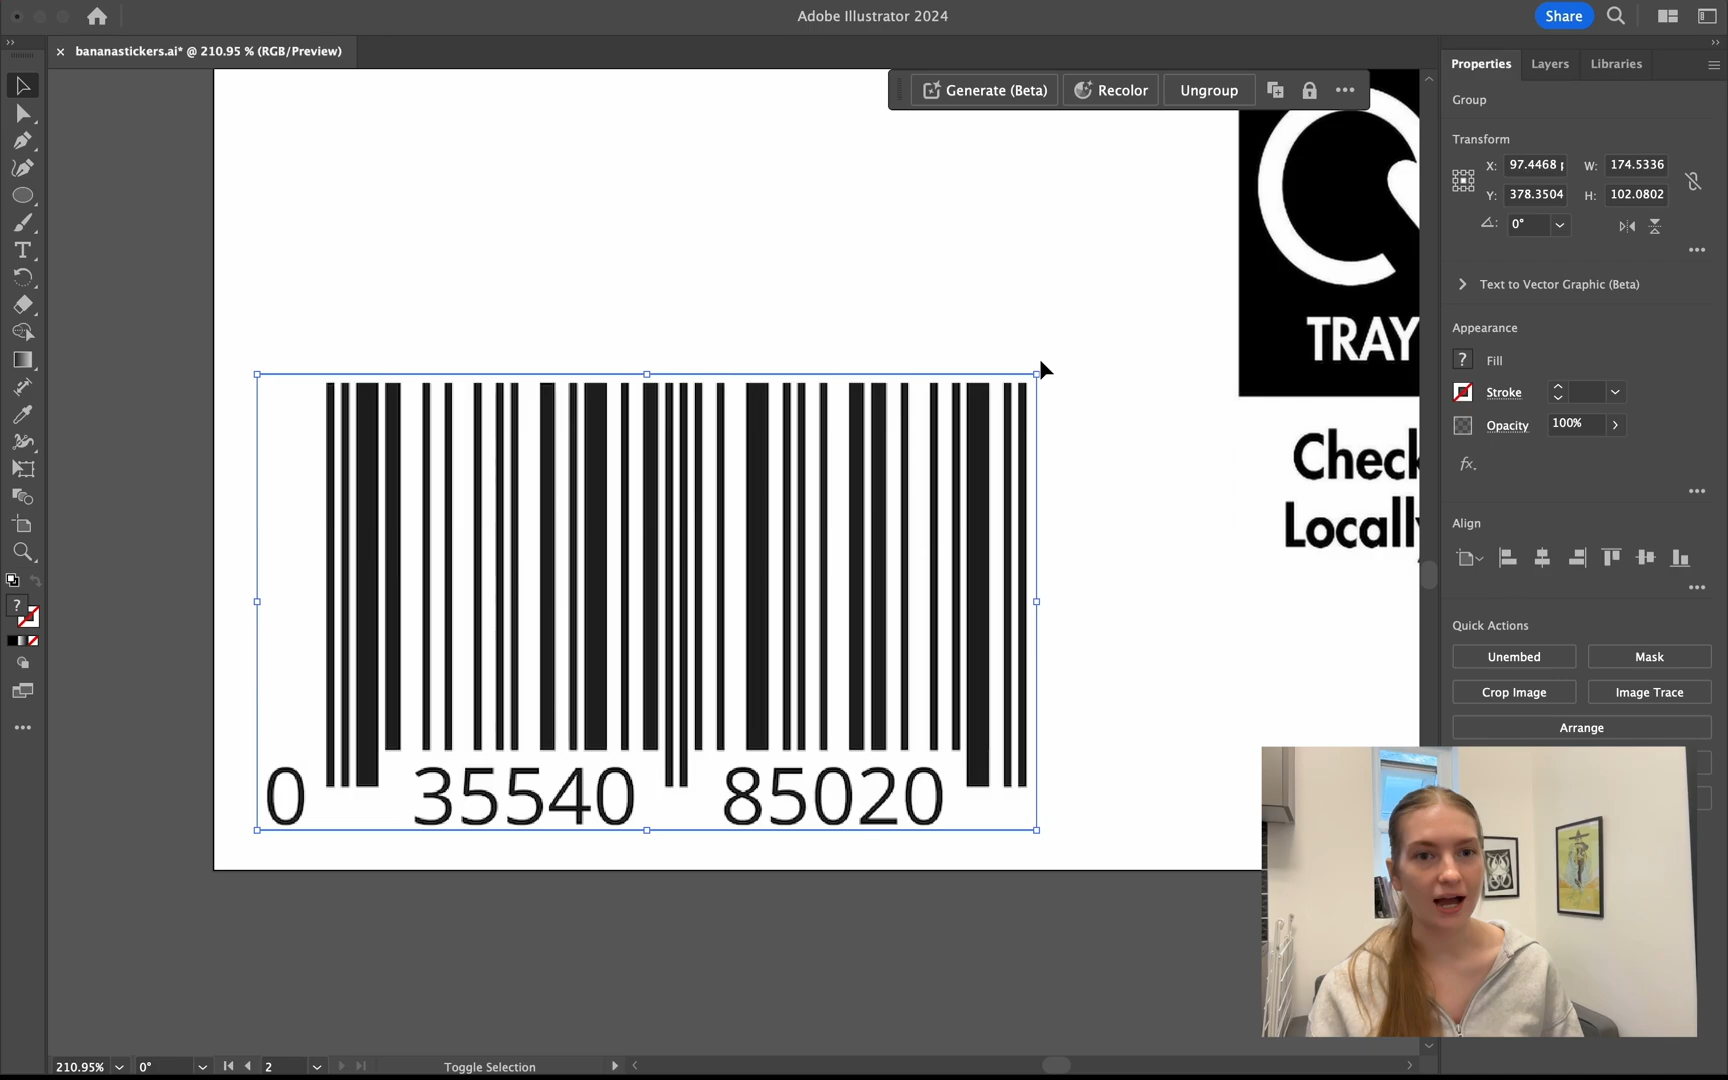 Adobe Illustrator 2024
Share
× bananastickers.ai* @ 210.95 % (RGB/Preview)
Properties Layers Libraries
Generate (Beta) Recolor Ungroup
Group
Transform
X: 97.4468 W: 174.5336
Y: 378.3504 H: 102.0802
0°
Text to Vector Graphic (Beta)
Appearance
? Fill
Stroke
Opacity 100%
fx.
Align
Quick Actions
Unembed Mask
Crop Image Image Trace
Arrange
TRAY
Check
Locally
0 35540 85020
?
210.95% 0° 2 Toggle Selection